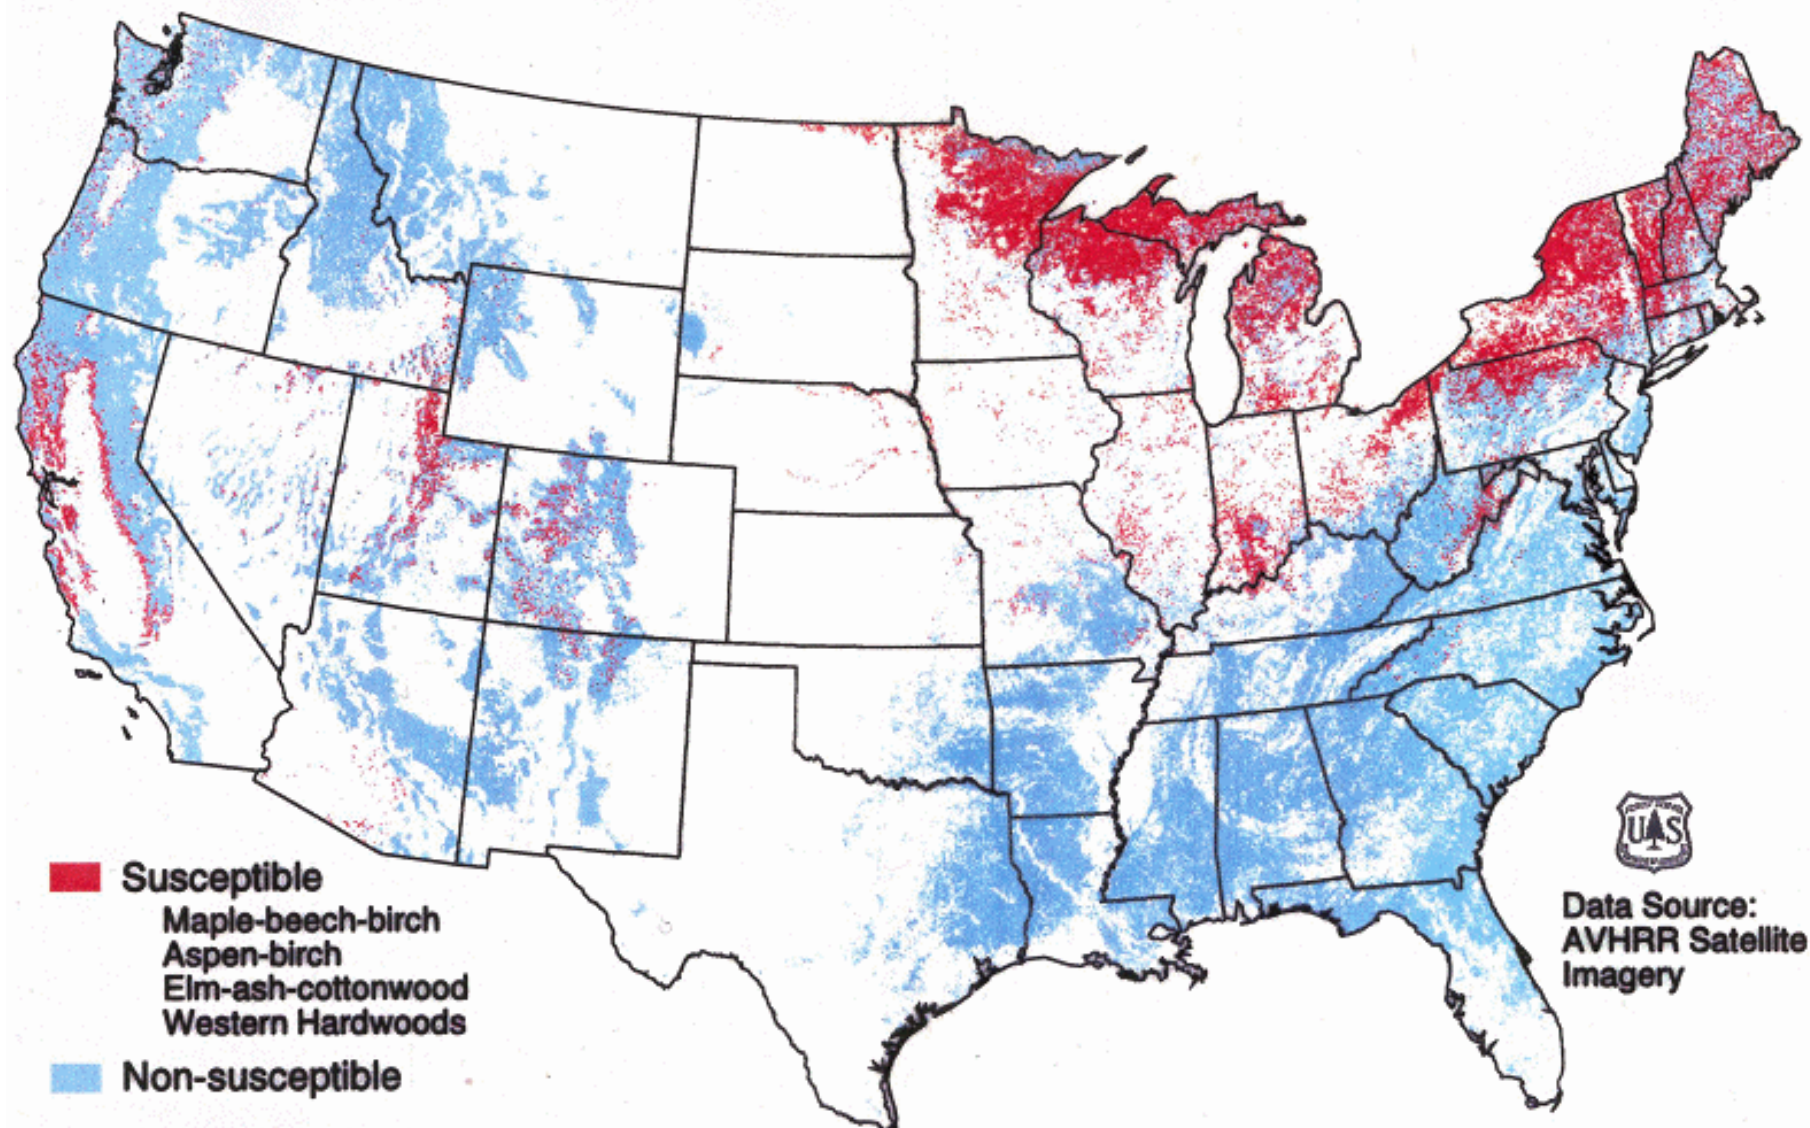 Susceptible
Maple-beech-birch
Aspen-birch
Elm-ash-cottonwood
Western Hardwoods
Non-susceptible
U S
Data Source:
AVHRR Satellite
Imagery